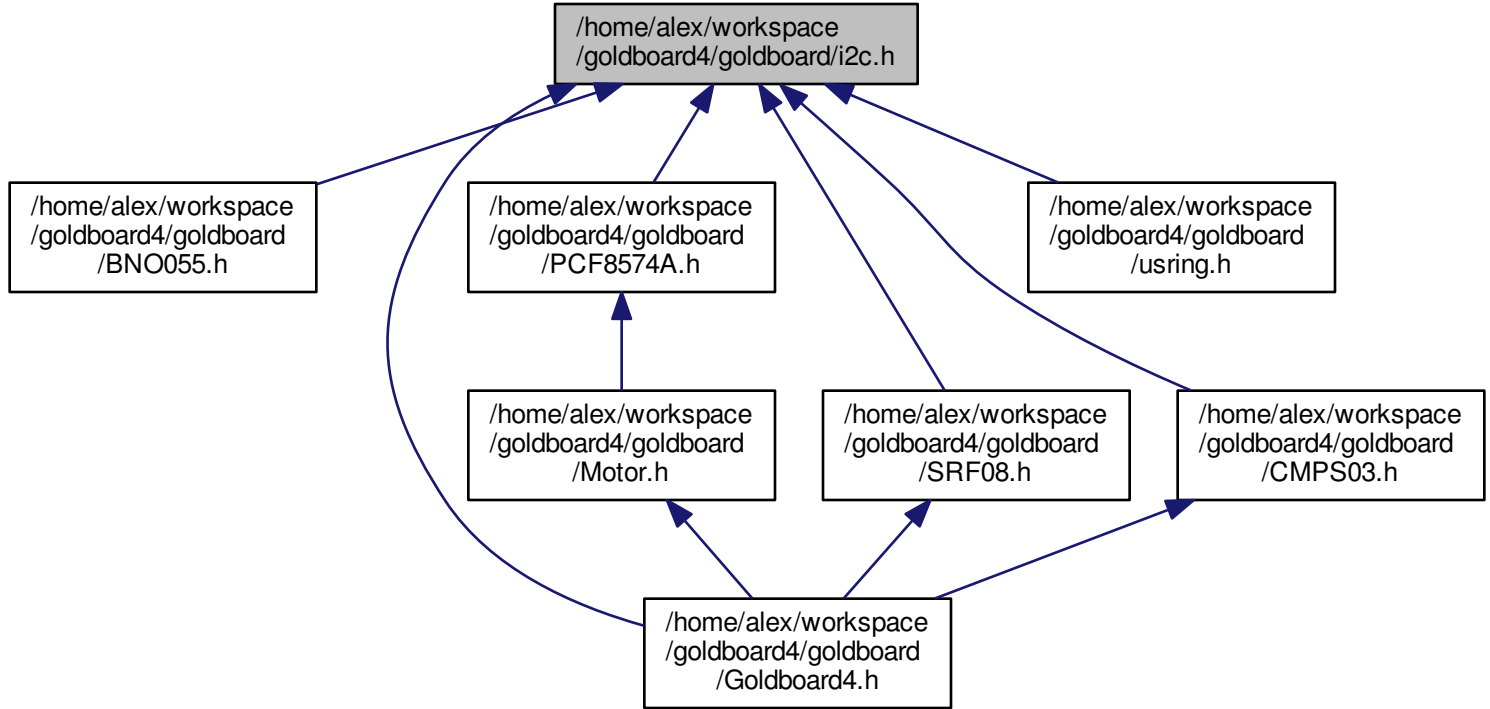 /home/alex/workspace
/goldboard4/goldboard/i2c.h
/home/alex/workspace
/goldboard4/goldboard
/BNO055.h
/home/alex/workspace
/goldboard4/goldboard
/PCF8574A.h
/home/alex/workspace
/goldboard4/goldboard
/usring.h
/home/alex/workspace
/goldboard4/goldboard
/Motor.h
/home/alex/workspace
/goldboard4/goldboard
/SRF08.h
/home/alex/workspace
/goldboard4/goldboard
/CMPS03.h
/home/alex/workspace
/goldboard4/goldboard
/Goldboard4.h